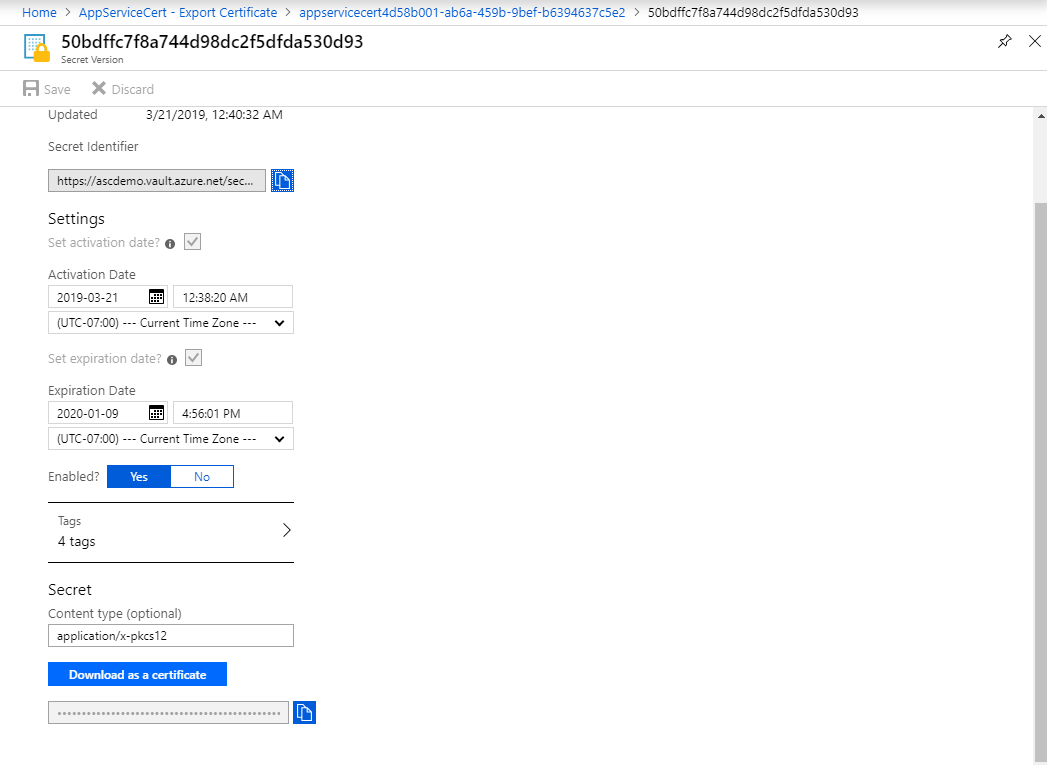 Home > AppServiceCert - Export Certificate > appservicecert4d58b001-ab6a-459b-9bef-b6394637c5e2 > 50bdffc7f8a744d98dc2f5dfda530d93
50bdffc7f8a744d98dc2f5dfda530d93
Secret Version
Save Discard
Updated 3/21/2019, 12:40:32 AM
Secret Identifier
https://ascdemo.vault.azure.net/sec...
Settings
Set activation date?
Activation Date
2019-03-21 12:38:20 AM
(UTC-07:00) --- Current Time Zone ---
Set expiration date?
Expiration Date
2020-01-09 4:56:01 PM
(UTC-07:00) --- Current Time Zone ---
Enabled? Yes No
Tags
4 tags
Secret
Content type (optional)
application/x-pkcs12
Download as a certificate